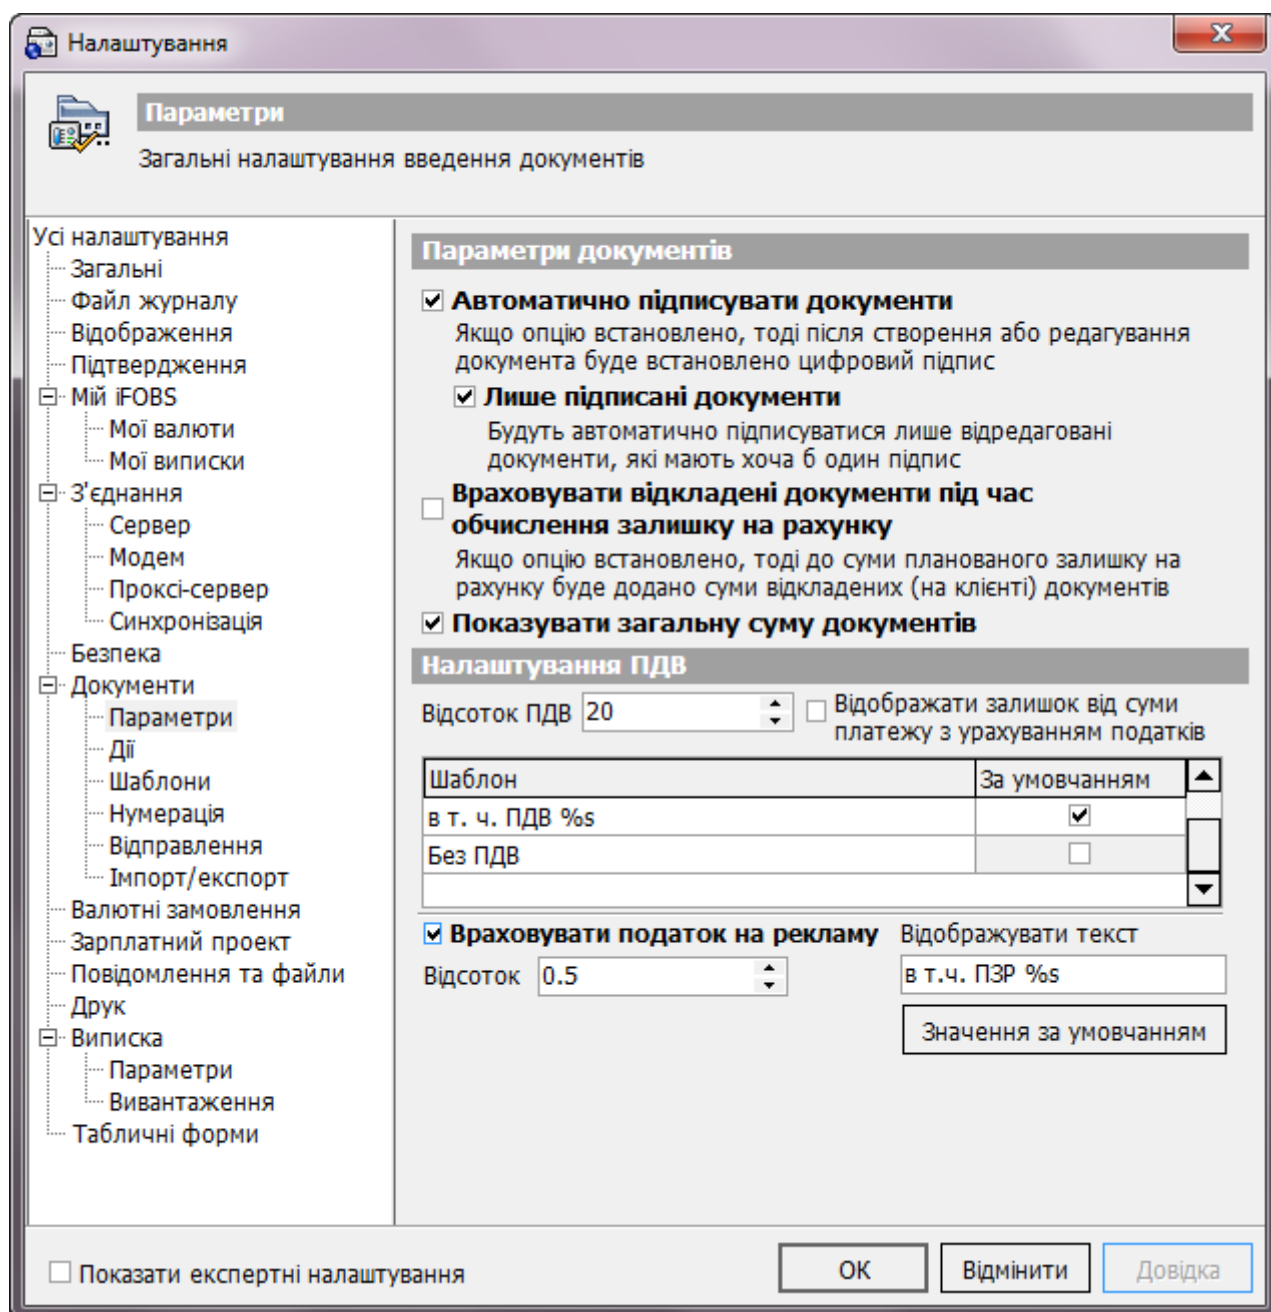 Налаштування
Параметри
Загальні налаштування введення документів
Усі налаштування
Загальні
Файл журналу
Відображення
Підтвердження
Мій iFOBS
Мої валюти
Мої виписки
З'єднання
Сервер
Модем
Проксі-сервер
Синхронізація
Безпека
Документи
Параметри
Дії
Шаблони
Нумерація
Відправлення
Імпорт/експорт
Валютні замовлення
Зарплатний проект
Повідомлення та файли
Друк
Виписка
Параметри
Вивантаження
Табличні форми
Параметри документів
Автоматично підписувати документи
Якщо опцію встановлено, тоді після створення або редагування
документа буде встановлено цифровий підпис
Лише підписані документи
Будуть автоматично підписуватися лише відредаговані
документи, які мають хоча б один підпис
Враховувати відкладені документи під час
обчислення залишку на рахунку
Якщо опцію встановлено, тоді до суми планованого залишку на
рахунку буде додано суми відкладених (на клієнті) документів
Показувати загальну суму документів
Налаштування ПДВ
Відсоток ПДВ 20
Відображати залишок від суми
платежу з урахуванням податків
Шаблон За умовчанням
в т. ч. ПДВ %s
Без ПДВ
Враховувати податок на рекламу Відображувати текст
Відсоток 0.5 в т.ч. ПЗР %s
Значення за умовчанням
Показати експертні налаштування
ОК Відмінити Довідка